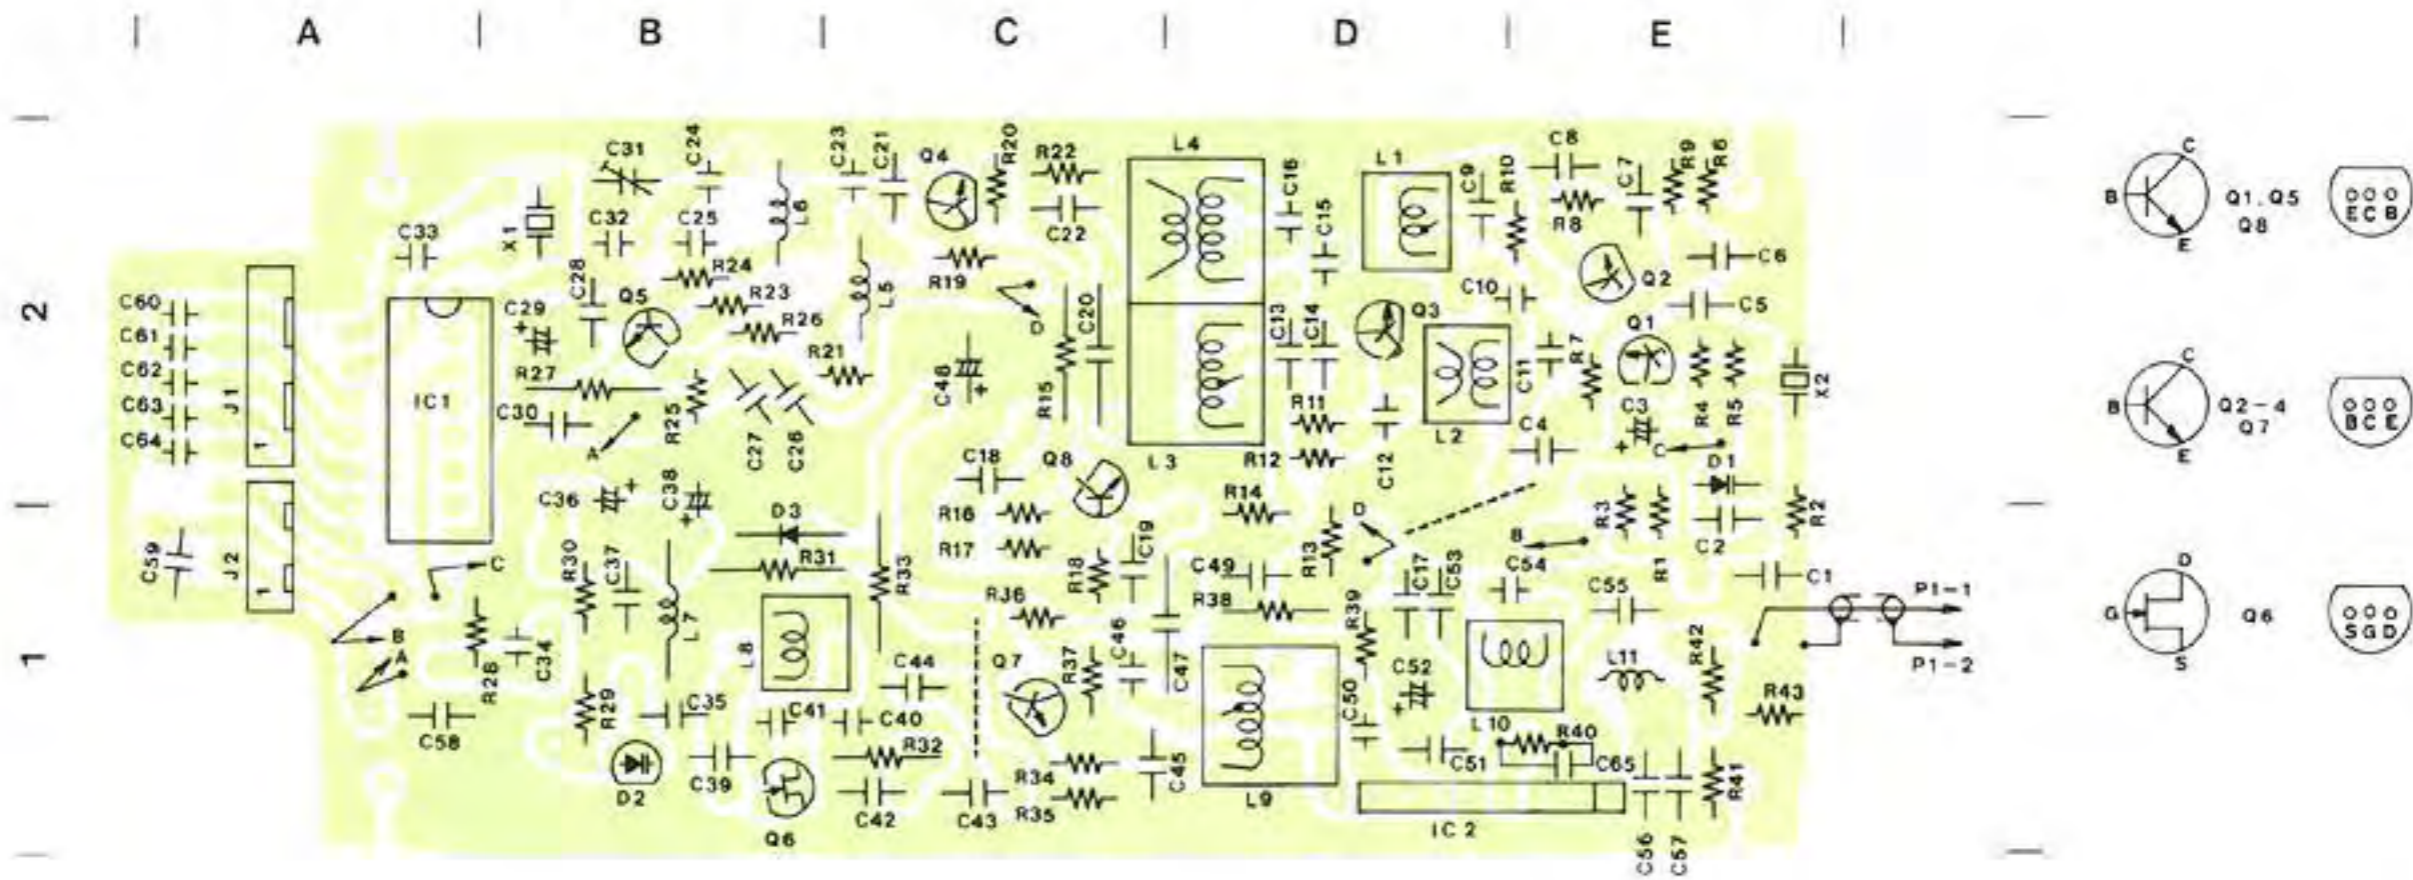 A B C D E
C31 C24 C23 C21 Q4 R20 R22 L4 C16 L1 C9 R10 C8 C7 R9 R6
C33 X1 C32 C25 L6 C22 C15 R8
B C E Q1.Q5 Q8 E C B
C28 R24 R19 C6
2
C60 C29 Q5 R23 L5 D C20 C10 Q2 C5
C61 R26 C13 C14 Q3 Q1
C62 R27 R21 C48 R15 C11 R7 X2
C63 J1 IC1 C30 R25 R11 C3 R4 R5
B C E Q2-4 Q7 B C E
C64 1 A C27 C26 C18 Q8 L3 R12 C12 L2 C4 C D1
C36 C38 D3 R16 R14 D R3 R2
C59 J2 1 C R30 C37 R31 R33 R17 R18 C19 C49 R13 C17 C53 B C54 R1 C2 C1
R36 R38 R39 C55 P1-1
G D S Q6 S G D
1
B A R28 C34 L7 L8 C44 Q7 R37 C46 C47 C52 L11 R42 P1-2
C58 R29 C35 C41 C40 C50 L10 R43
D2 C39 R32 R34 C45 C51 R40 C65 R41
Q6 C42 C43 R35 L9 IC2 C56 C57